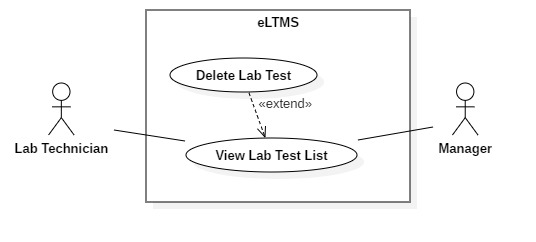 eLTMS
Delete Lab Test
«extend»
Lab Technician
View Lab Test List
Manager